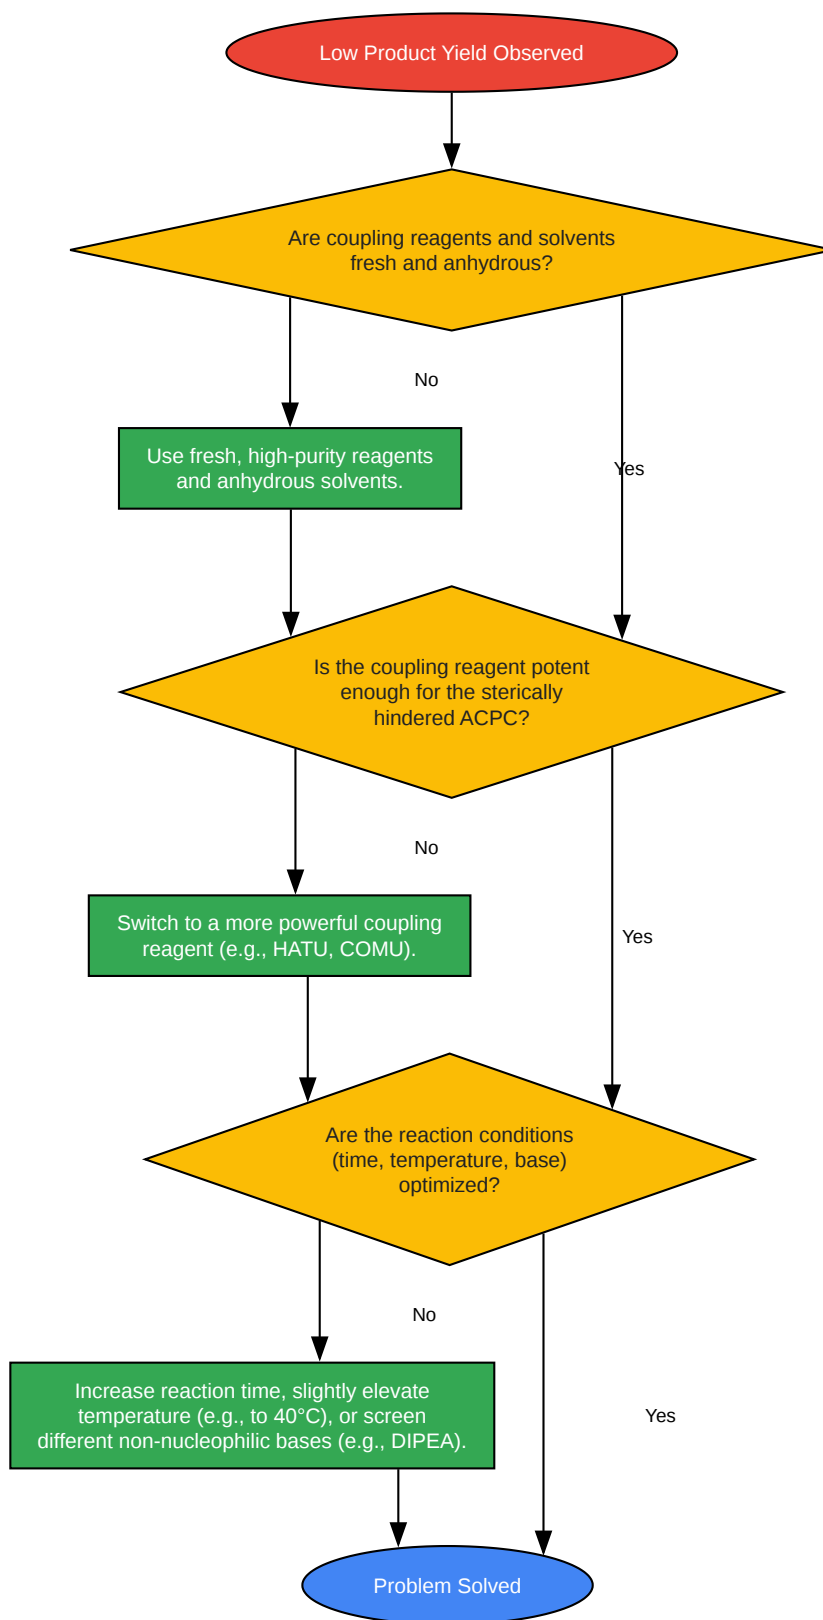 Low Product Yield Observed
Are coupling reagents and solvents
fresh and anhydrous?
No
Use fresh, high-purity reagents
and anhydrous solvents.
Yes
Is the coupling reagent potent
enough for the sterically
hindered ACPC?
No
Switch to a more powerful coupling
reagent (e.g., HATU, COMU).
Yes
Are the reaction conditions
(time, temperature, base)
optimized?
No
Increase reaction time, slightly elevate
temperature (e.g., to 40°C), or screen
different non-nucleophilic bases (e.g., DIPEA).
Yes
Problem Solved